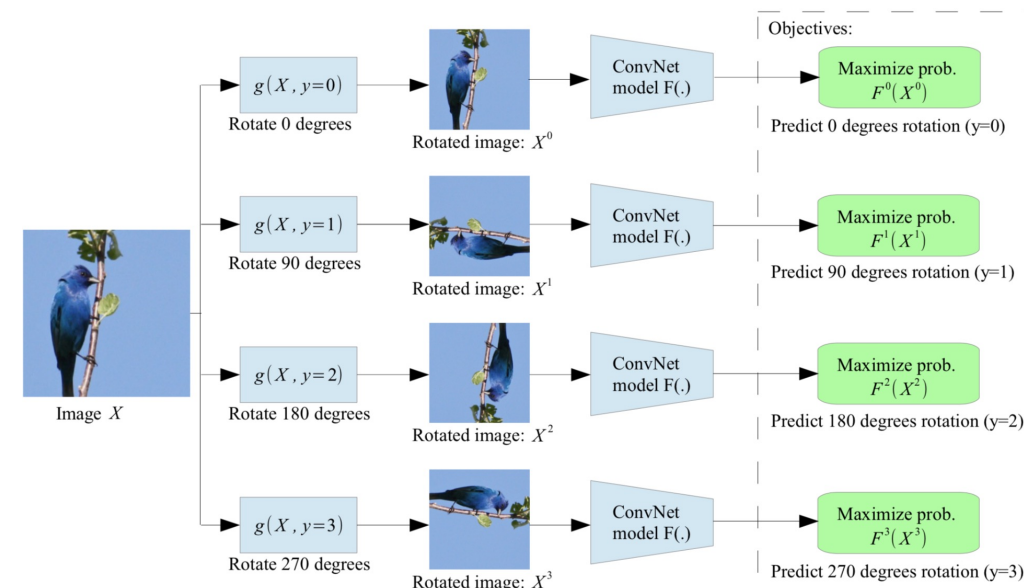 Objectives:
g(X, y=0)
Rotate 0 degrees
Rotated image: X⁰
ConvNet
model F(.)
Maximize prob.
F⁰(X⁰)
Predict 0 degrees rotation (y=0)
g(X, y=1)
Rotate 90 degrees
Rotated image: X¹
ConvNet
model F(.)
Maximize prob.
F¹(X¹)
Predict 90 degrees rotation (y=1)
Image X
g(X, y=2)
Rotate 180 degrees
Rotated image: X²
ConvNet
model F(.)
Maximize prob.
F²(X²)
Predict 180 degrees rotation (y=2)
g(X, y=3)
Rotate 270 degrees
Rotated image: X³
ConvNet
model F(.)
Maximize prob.
F³(X³)
Predict 270 degrees rotation (y=3)